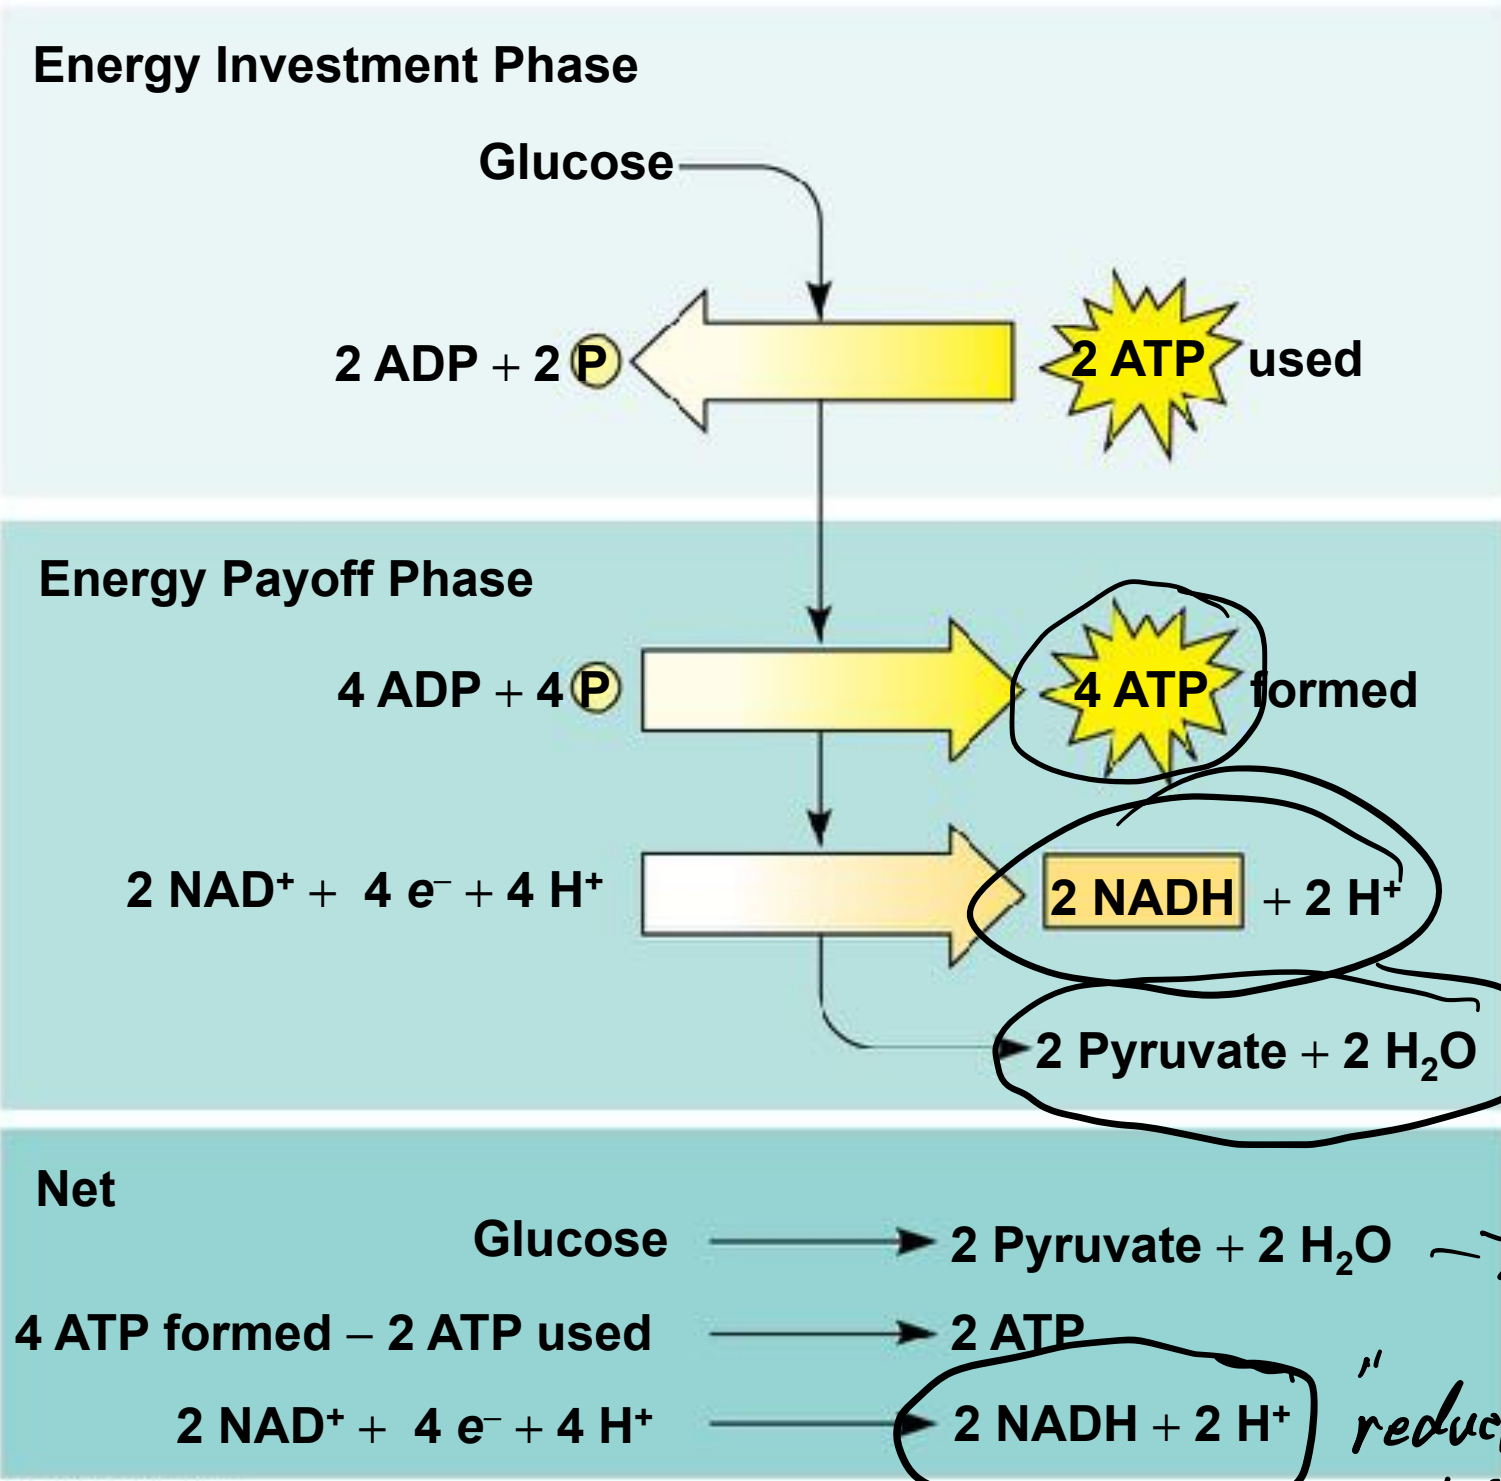 Energy Investment Phase
Glucose
2 ADP + 2 P
2 ATP used
Energy Payoff Phase
4 ADP + 4 P
4 ATP formed
2 NAD⁺ + 4 e⁻ + 4 H⁺
2 NADH + 2 H⁺
2 Pyruvate + 2 H₂O
Net
Glucose
2 Pyruvate + 2 H₂O
4 ATP formed – 2 ATP used
2 ATP
2 NAD⁺ + 4 e⁻ + 4 H⁺
2 NADH + 2 H⁺